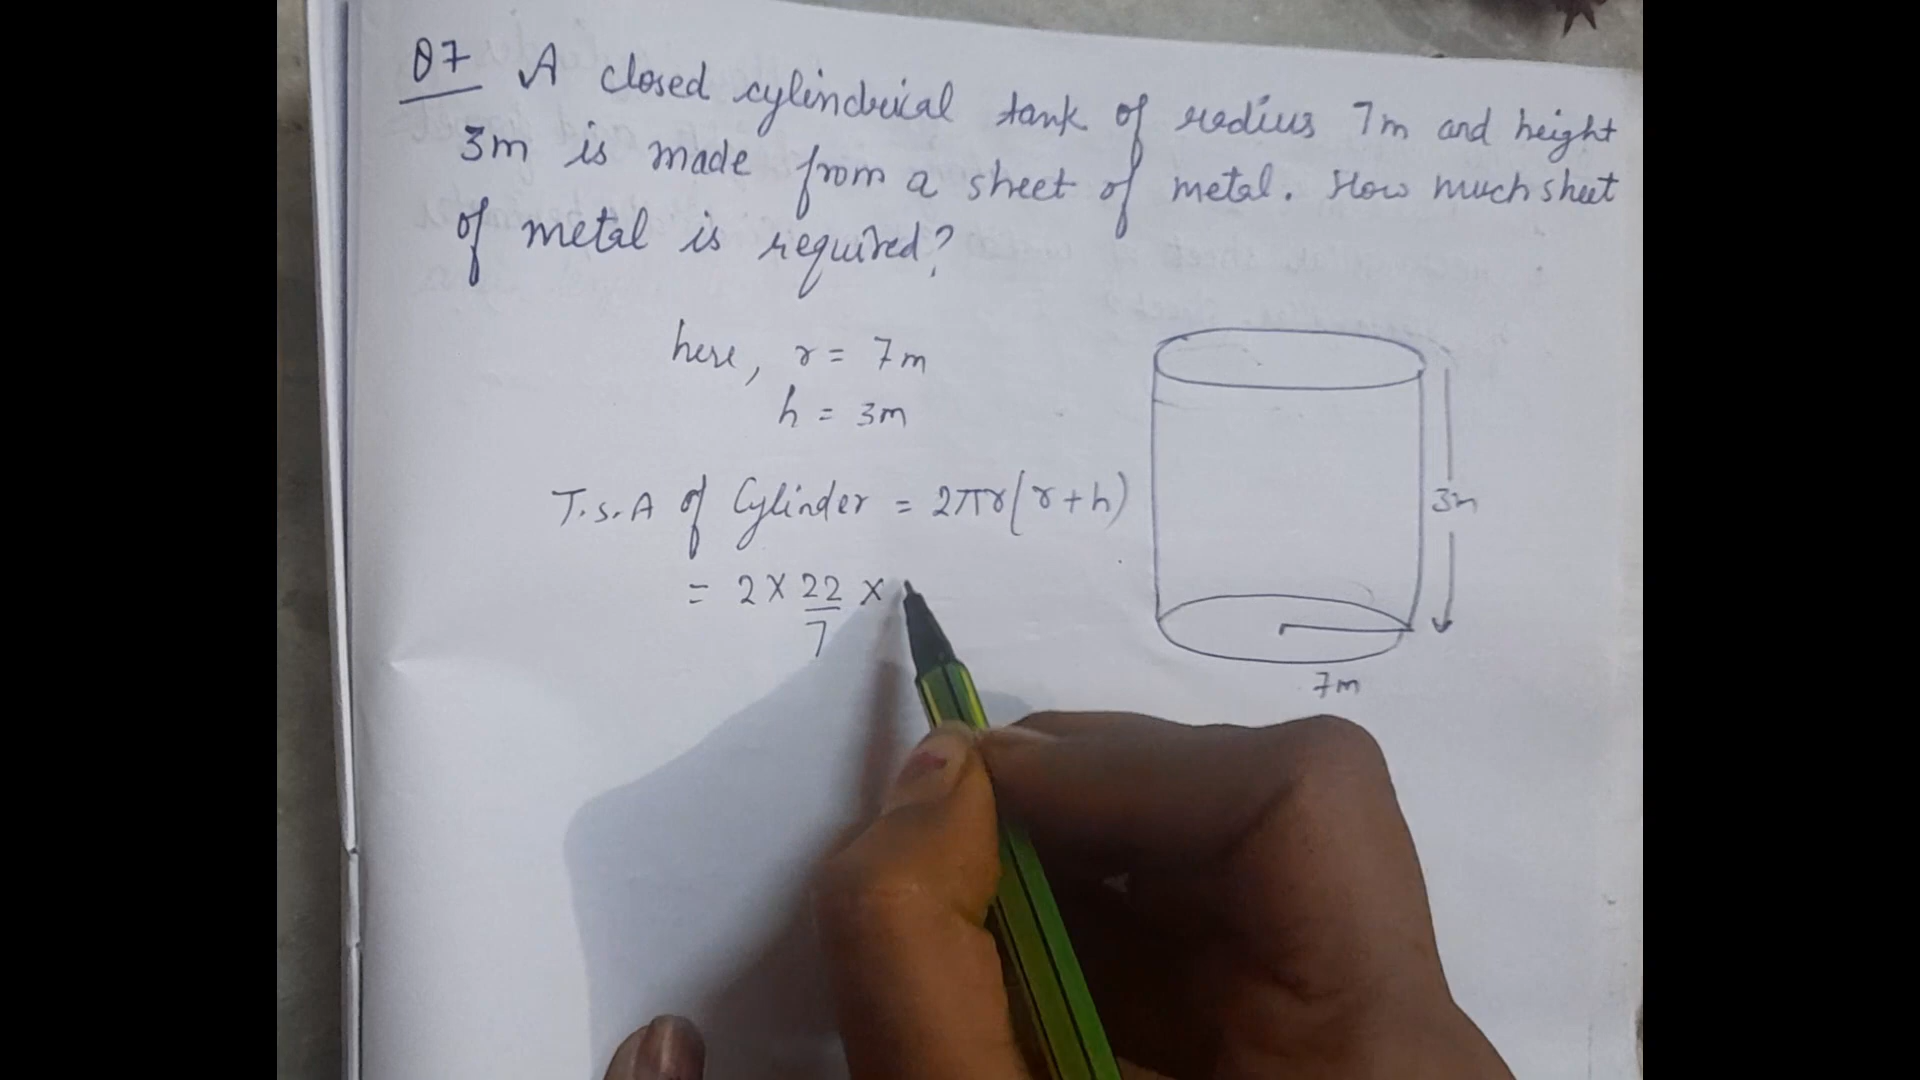 Q7 A closed cylindrical tank of radius 7m and height
3m is made from a sheet of metal. How much sheet
of metal is required?
here, r = 7m
h = 3m
T.S.A of Cylinder = 2πr(r+h)
= 2 × 22/7 ×
3m
7m